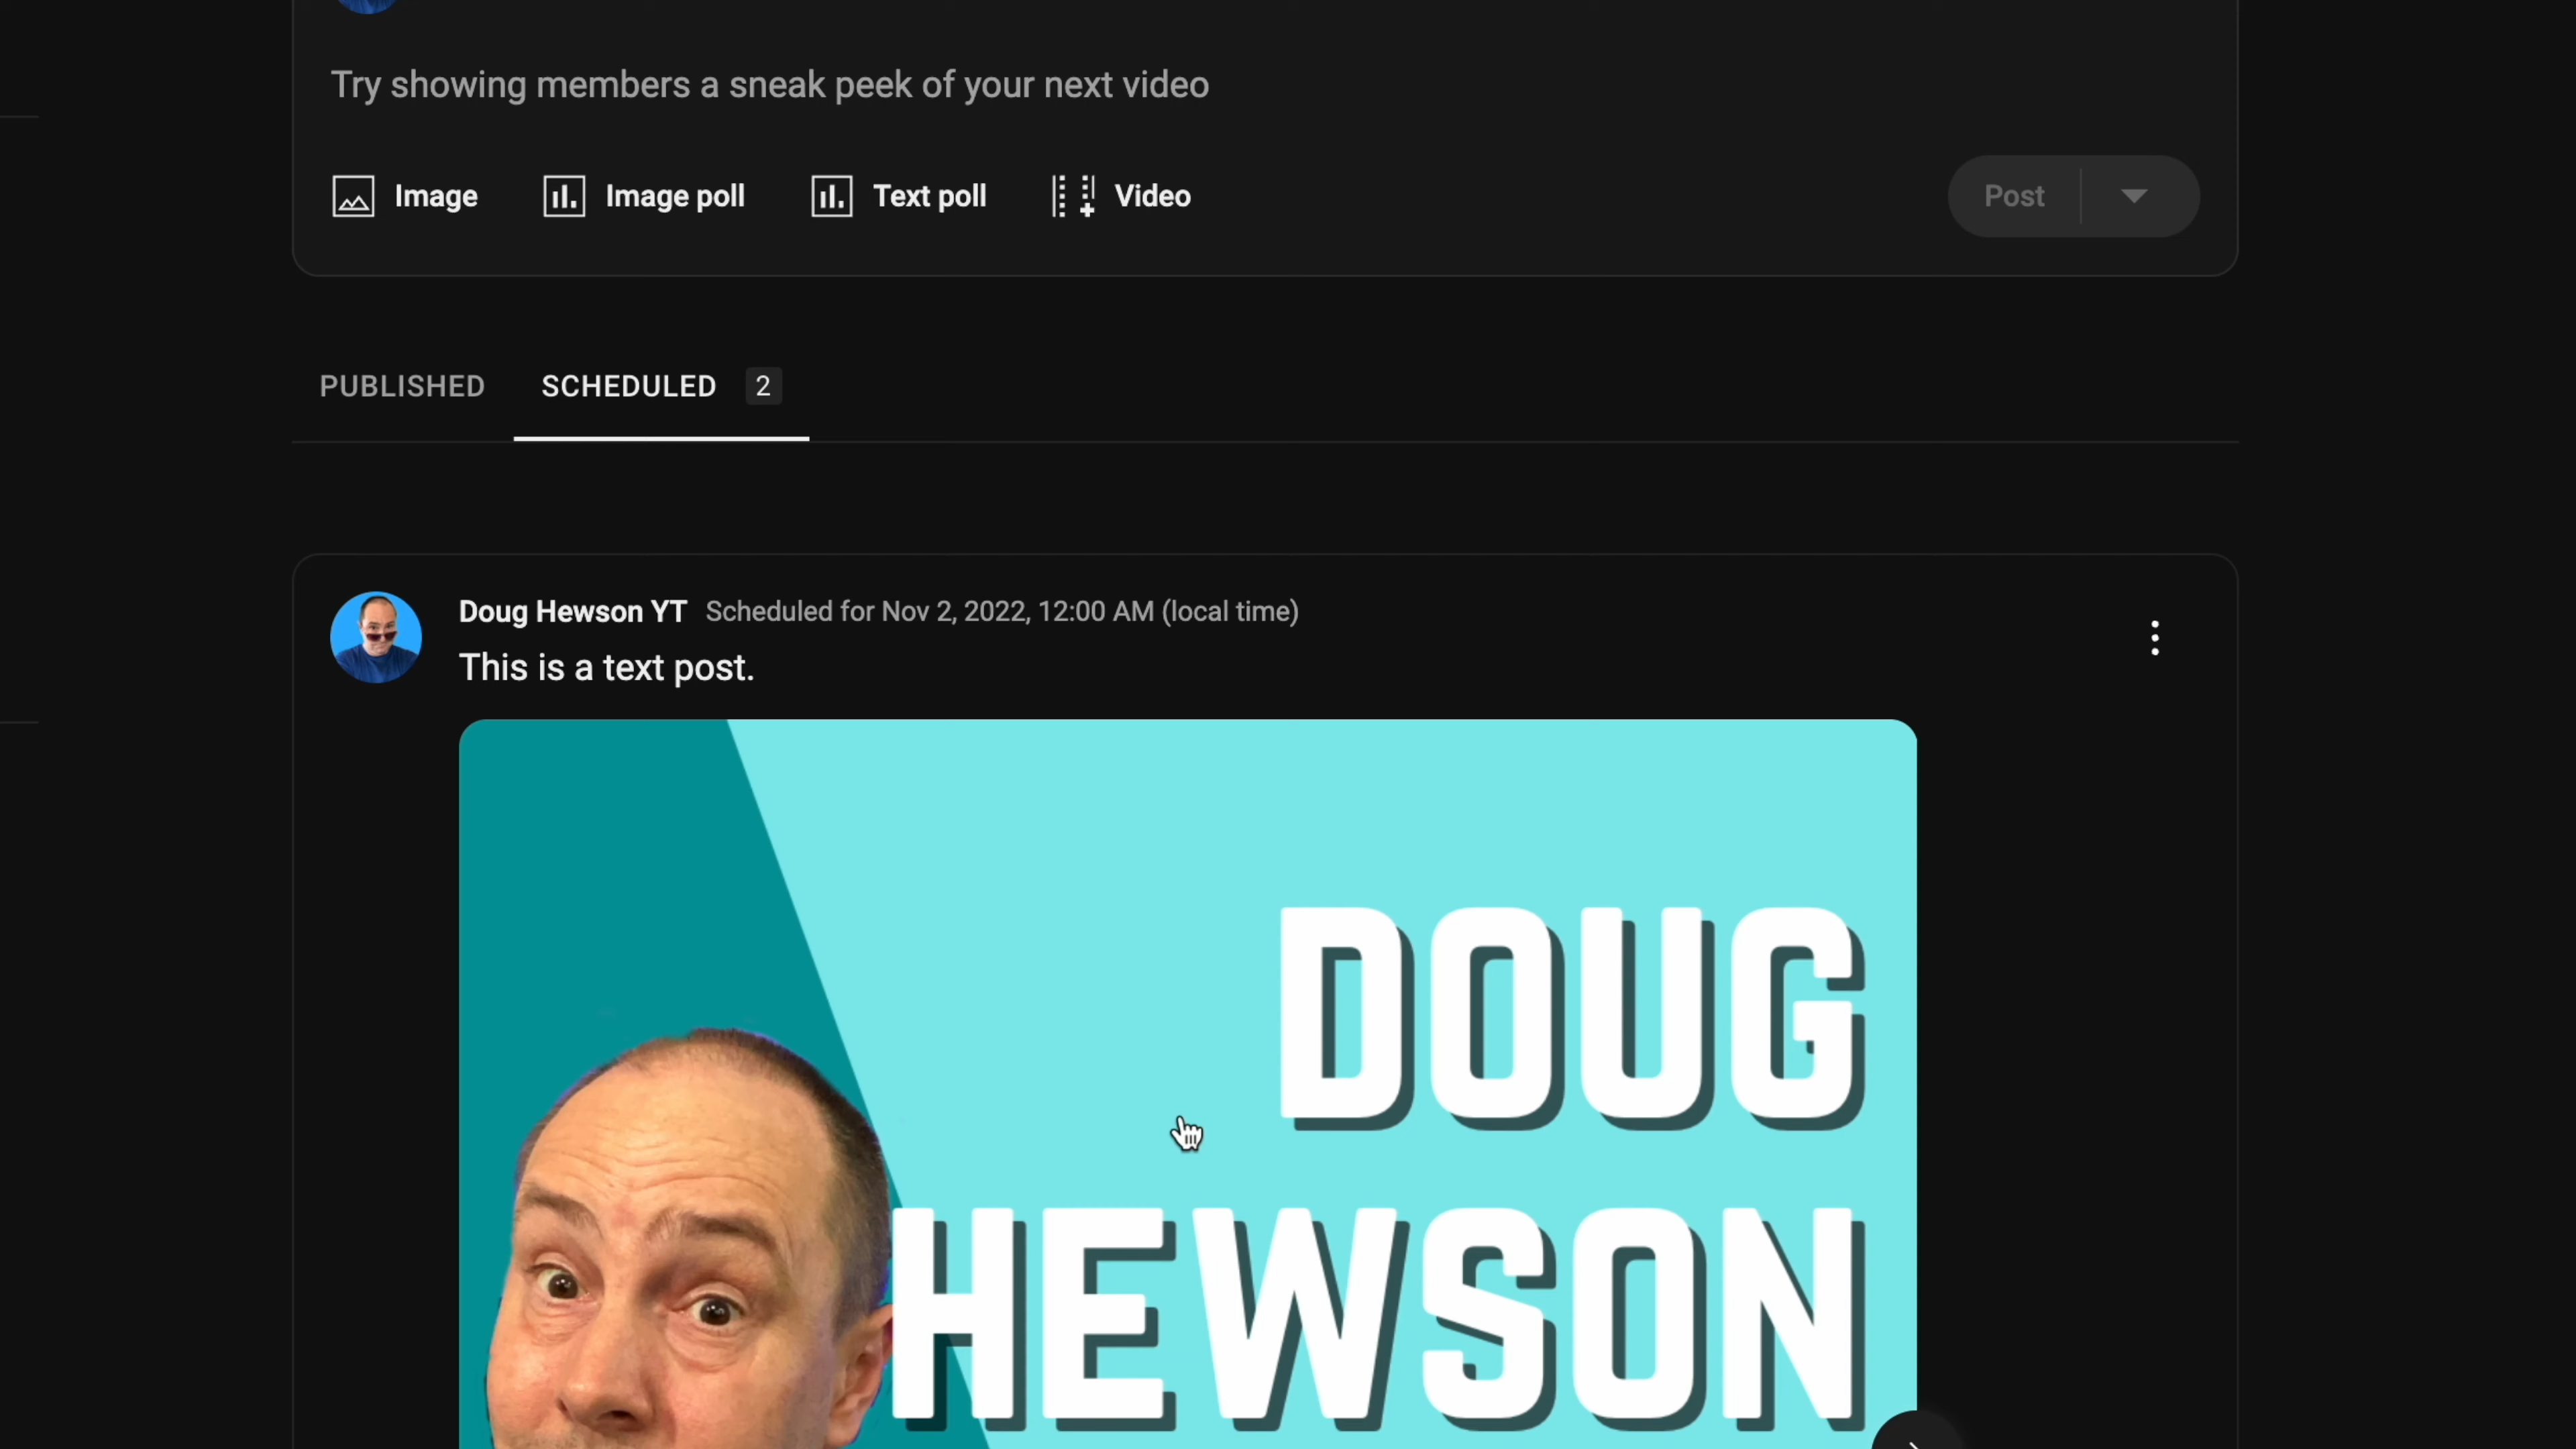 Try showing members a sneak peek of your next video
Image Image poll Text poll Video Post
PUBLISHED SCHEDULED 2
Doug Hewson YT Scheduled for Nov 2, 2022, 12:00 AM (local time)
This is a text post.
DOUG
HEWSON